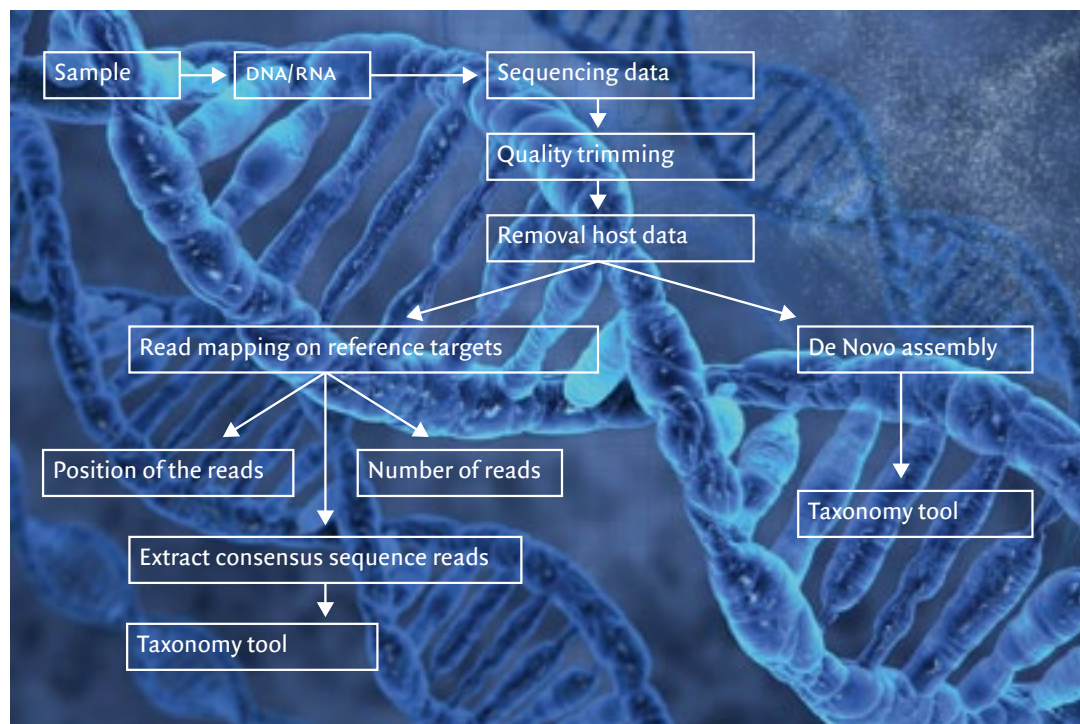 Sample
DNA/RNA
Sequencing data
Quality trimming
Removal host data
Read mapping on reference targets
De Novo assembly
Position of the reads
Number of reads
Taxonomy tool
Extract consensus sequence reads
Taxonomy tool